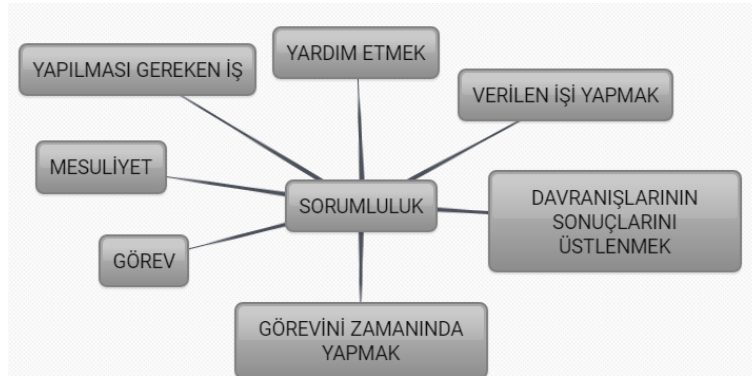 YARDIM ETMEK
YAPILMASI GEREKEN İŞ
VERİLEN İŞİ YAPMAK
MESULİYET
SORUMLULUK
DAVRANIŞLARININ
SONUÇLARINI
ÜSTLENMEK
GÖREV
GÖREVİNİ ZAMANINDA
YAPMAK